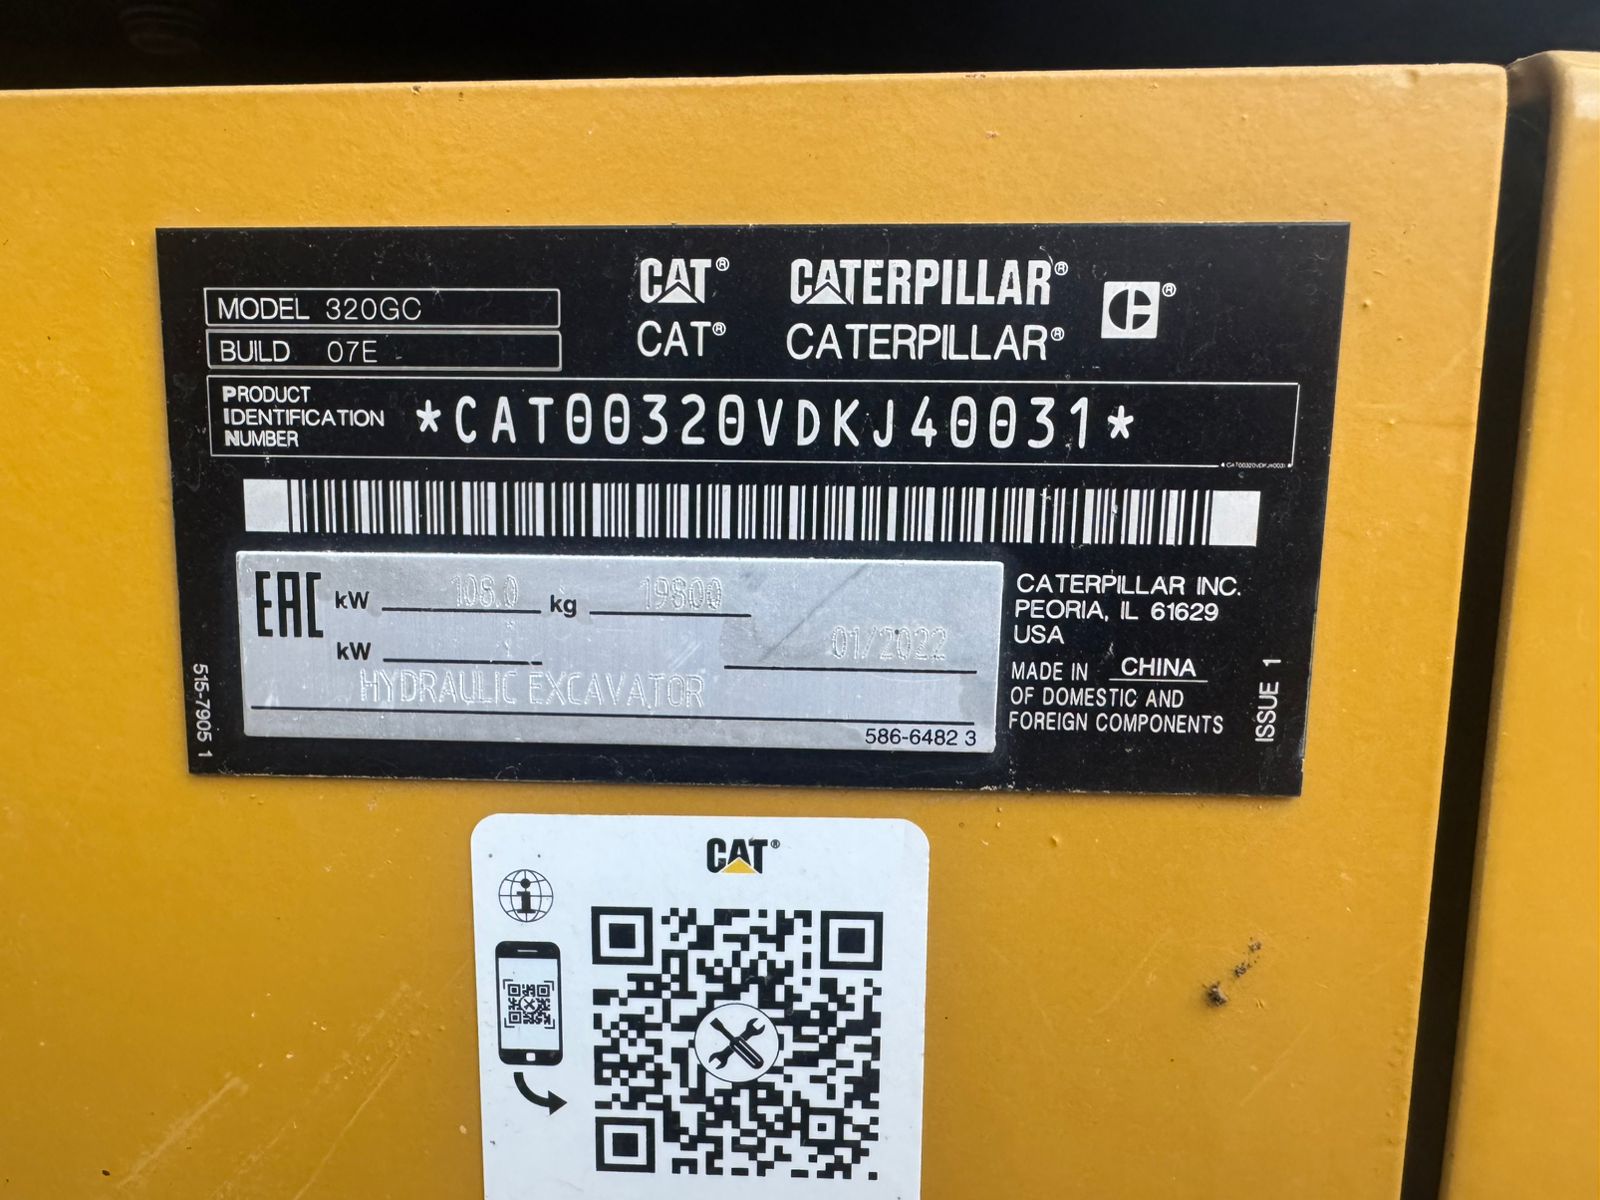 CAT® CATERPILLAR®
CAT® CATERPILLAR®
MODEL 320GC
BUILD 07E
PRODUCT
IDENTIFICATION
NUMBER
*CAT00320VDKJ40031*
*CAT00320VDKJ40031*
EAC kW 108.0 kg 19800
kW
01/2022
HYDRAULIC EXCAVATOR
586-6482 3
CATERPILLAR INC.
PEORIA, IL 61629
USA
MADE IN CHINA
OF DOMESTIC AND
FOREIGN COMPONENTS
515-7905 1
ISSUE 1
CAT®